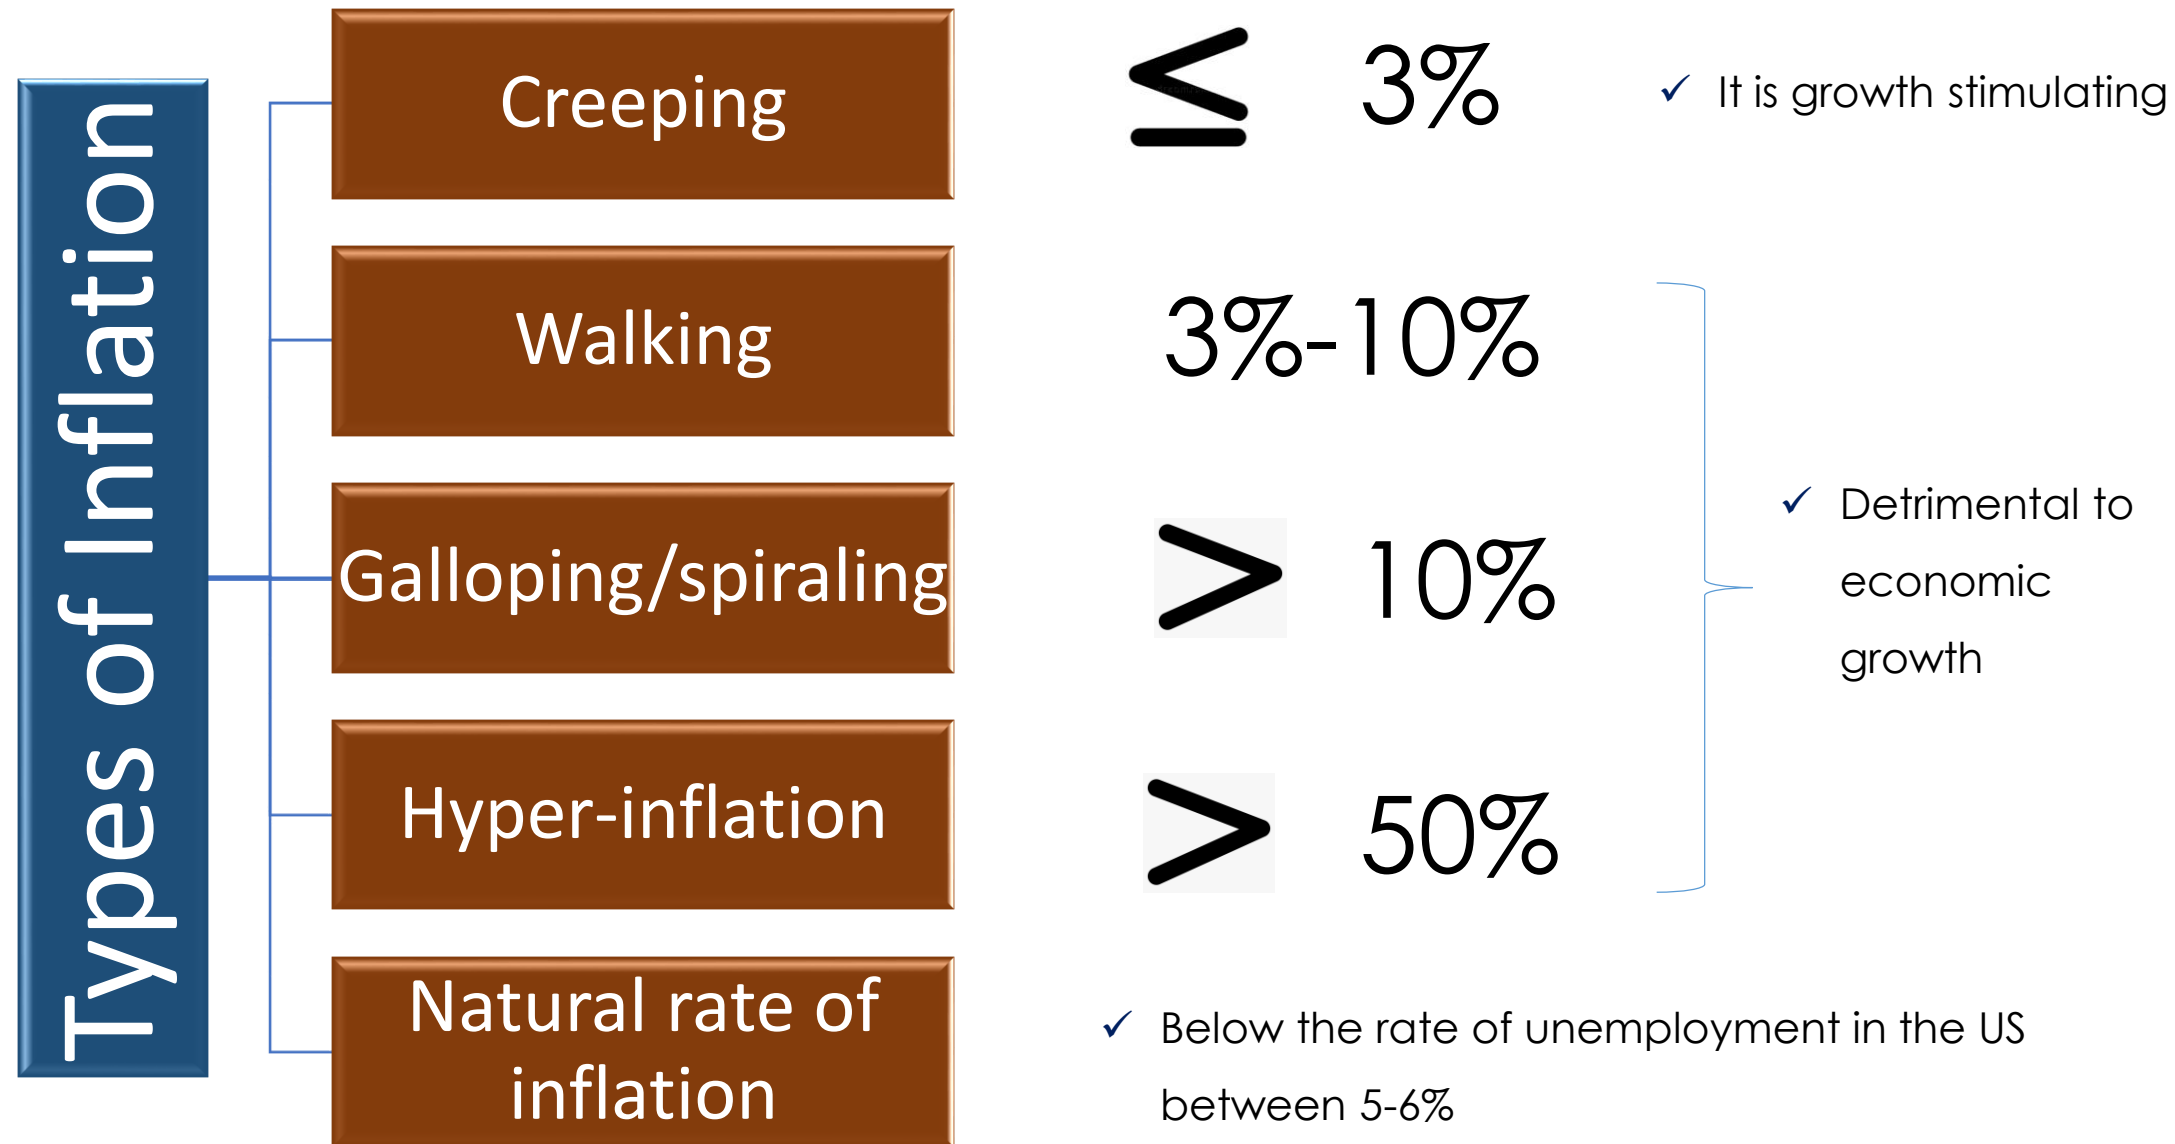 Types of Inflation
Creeping
≤ 3%
✓ It is growth stimulating
Walking
3%-10%
Galloping/spiraling
> 10%
✓ Detrimental to
economic
growth
Hyper-inflation
> 50%
Natural rate of
inflation
✓ Below the rate of unemployment in the US
between 5-6%